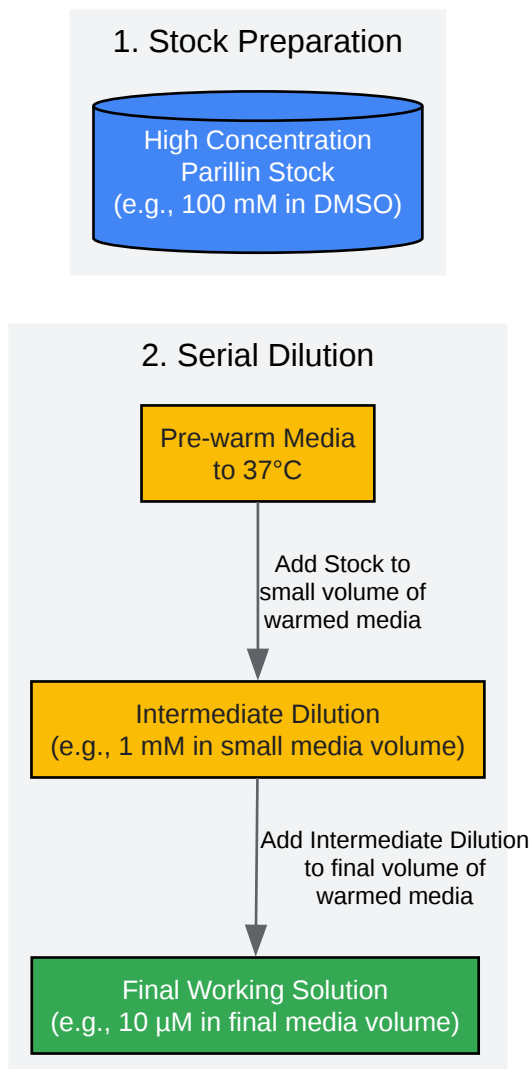 1. Stock Preparation
High Concentration
Parillin Stock
(e.g., 100 mM in DMSO)
2. Serial Dilution
Pre-warm Media
to 37°C
Add Stock to
small volume of
warmed media
Intermediate Dilution
(e.g., 1 mM in small media volume)
Add Intermediate Dilution
to final volume of
warmed media
Final Working Solution
(e.g., 10 µM in final media volume)